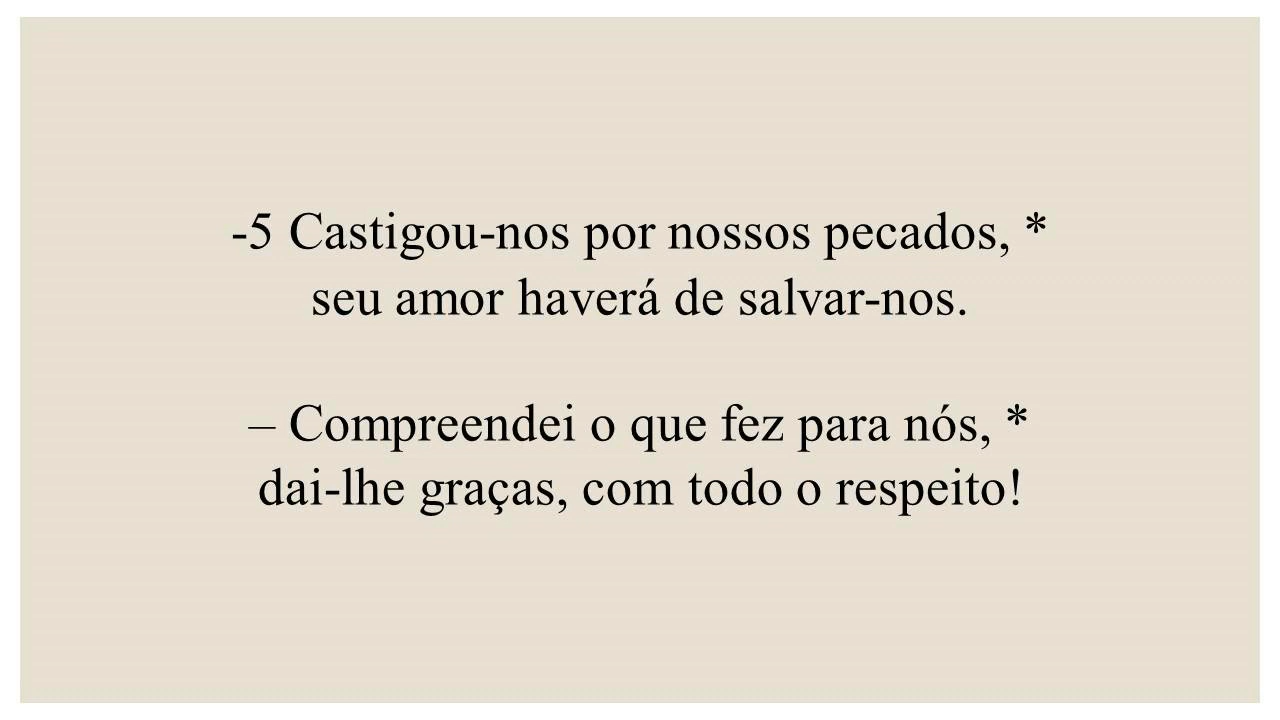 -5 Castigou-nos por nossos pecados, *
seu amor haverá de salvar-nos.
– Compreendei o que fez para nós, *
dai-lhe graças, com todo o respeito!